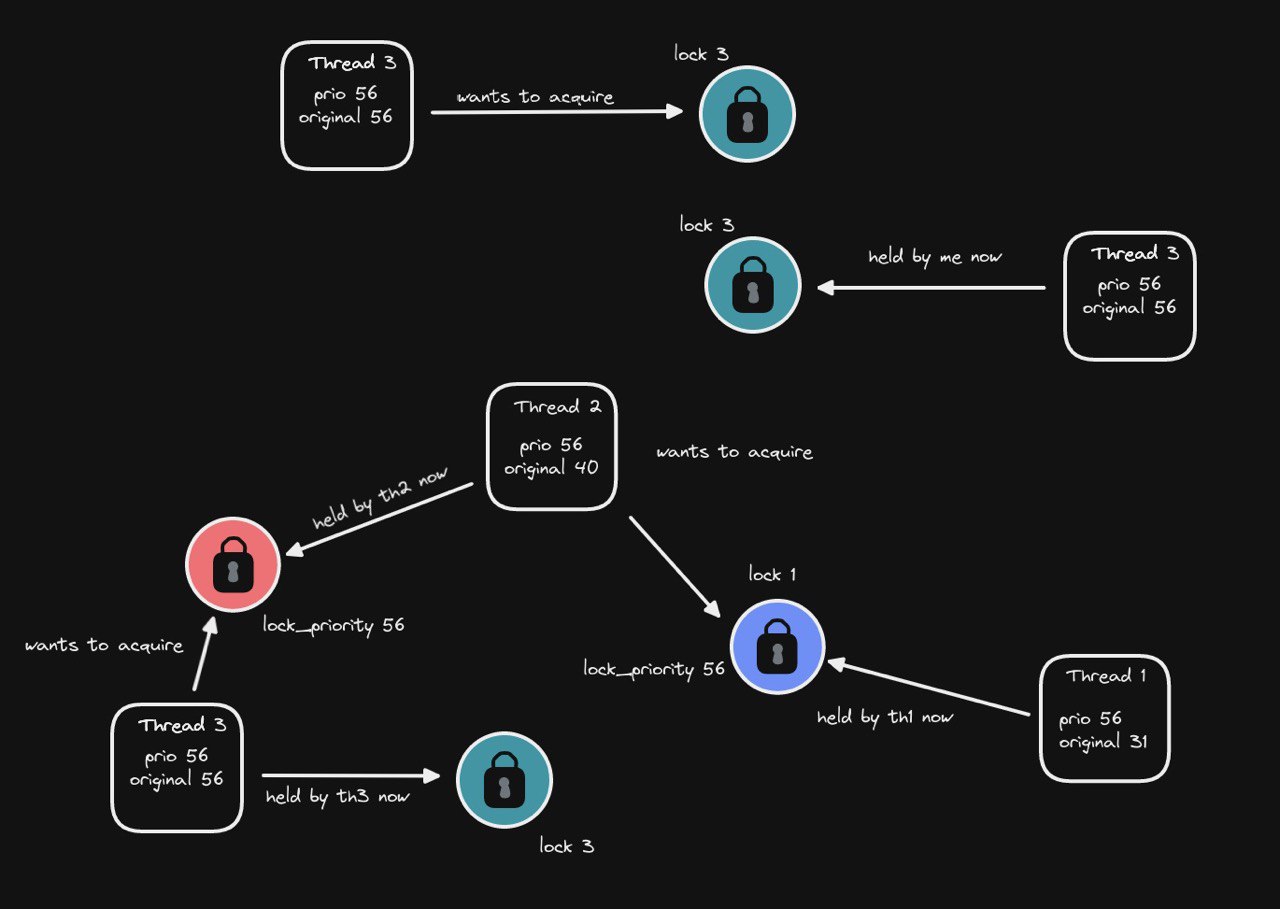 lock 3
Thread 3
prio 56
original 56
wants to acquire
lock 3
held by me now
Thread 3
prio 56
original 56
Thread 2
prio 56
original 40
wants to acquire
held by th2 now
lock_priority 56
wants to acquire
lock 1
lock_priority 56
held by th1 now
Thread 1
prio 56
original 31
Thread 3
prio 56
original 56
held by th3 now
lock 3